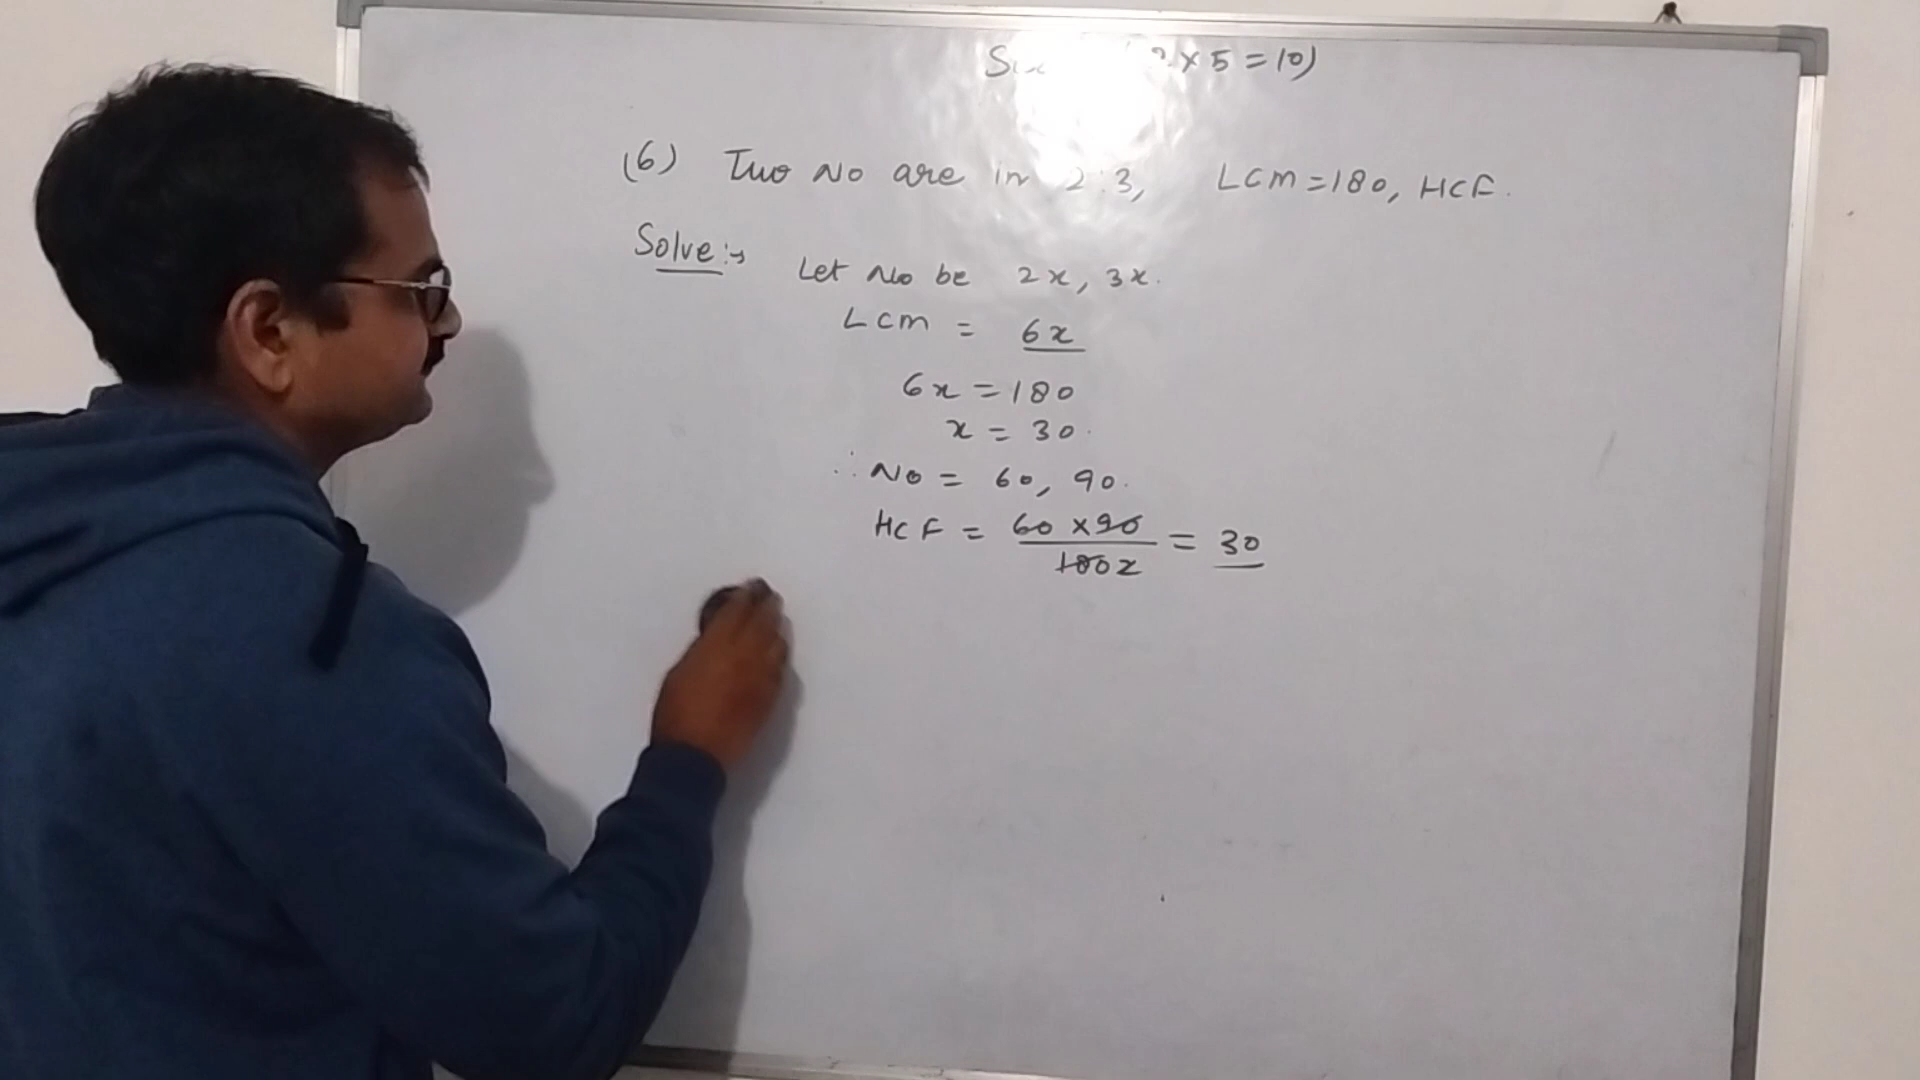 × 5 = 10)
(6) Two No are in 2:3, LCM = 180, HCF.
Solve:→ Let No be 2x, 3x.
LCM = 6x
6x = 180
x = 30.
∴ No = 60, 90.
HCF = 60 × 90 / 180 2 = 30